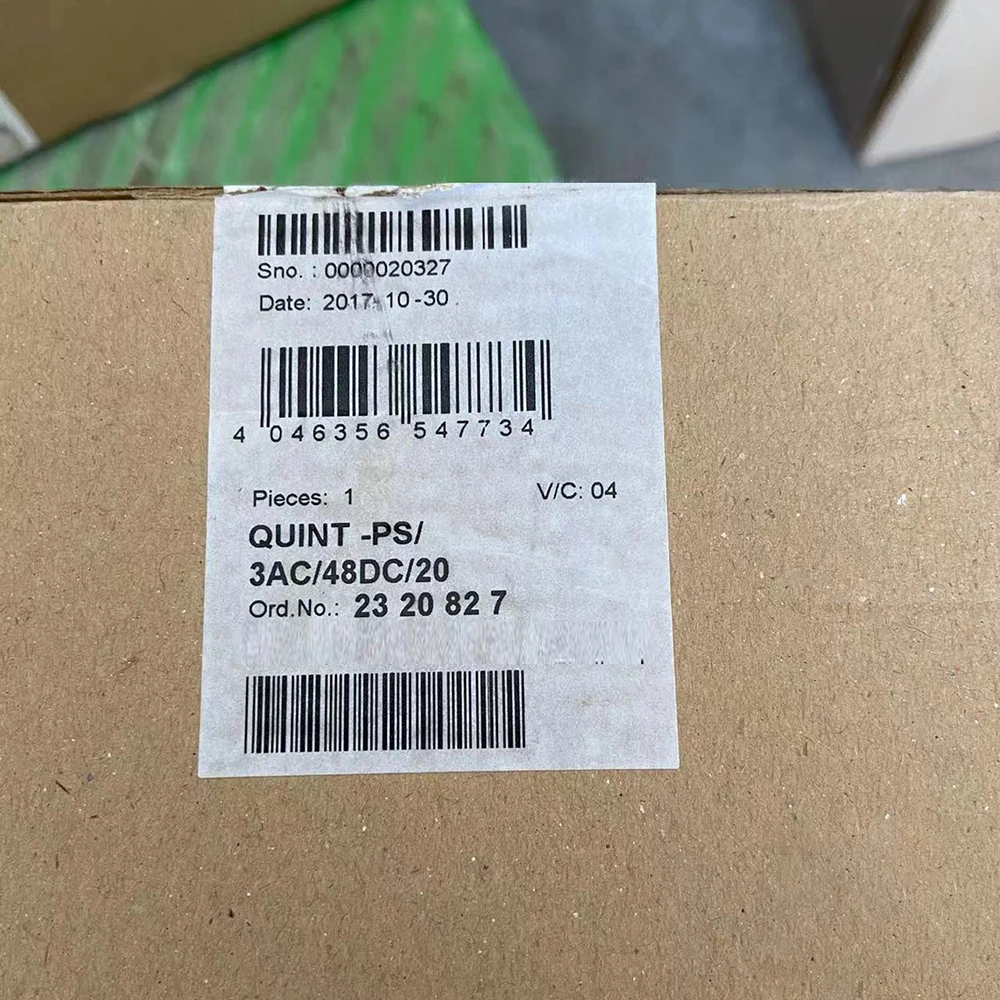 Sno. : 0000020327
Date: 2017-10-30
4 046356 547734
Pieces: 1 V/C: 04
QUINT -PS/
3AC/48DC/20
Ord.No.: 23 20 82 7